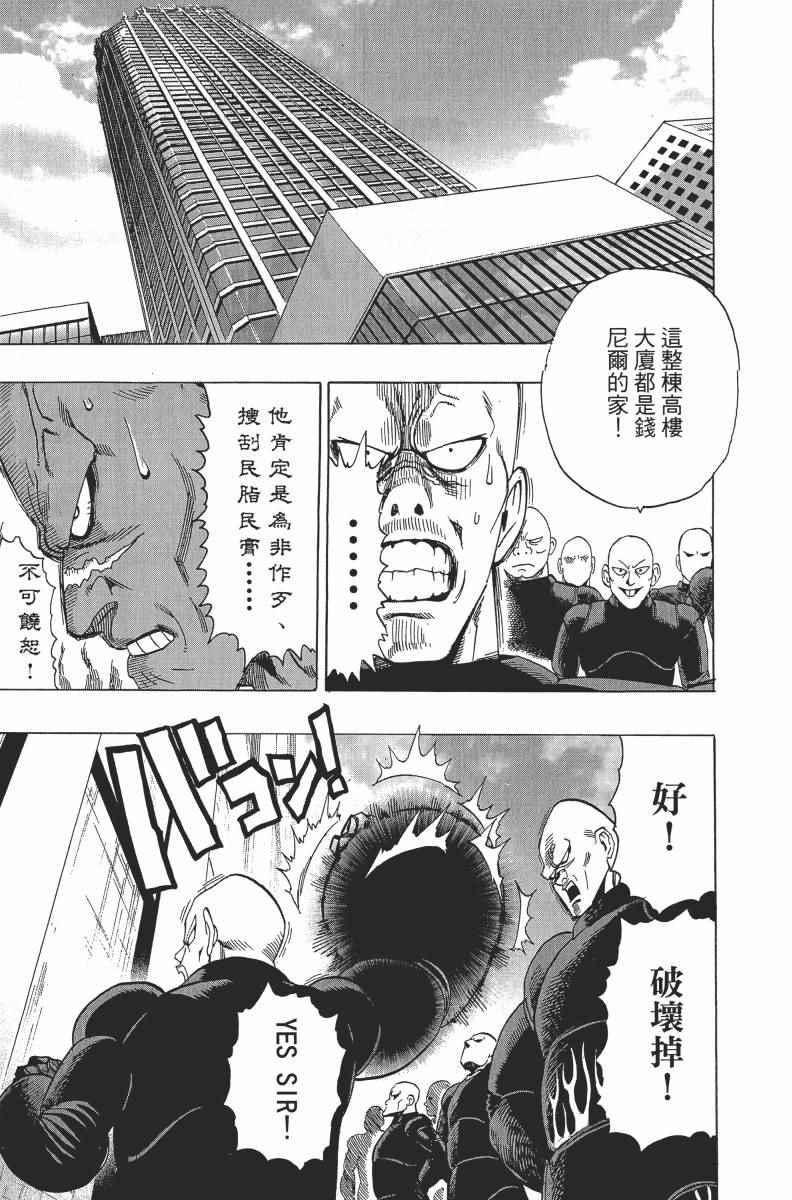 這整棟高樓
大廈都是錢
尼爾的家！
……
他肯定是為非作歹、
搜刮民脂民膏……
不可饒恕！
バコン！
好！
破壞掉！
YES SIR—